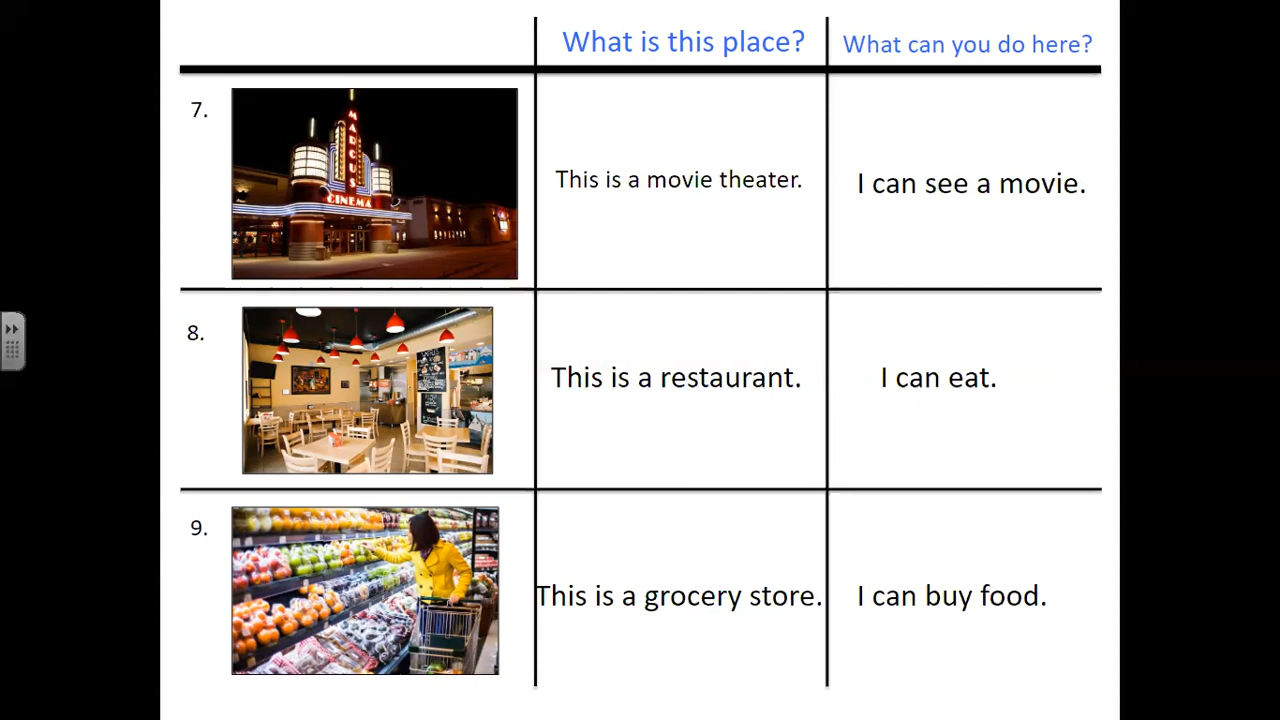 What is this place? What can you do here?
7.
MARCUS
CINEMA
This is a movie theater. I can see a movie.
8.
This is a restaurant. I can eat.
9.
This is a grocery store. I can buy food.